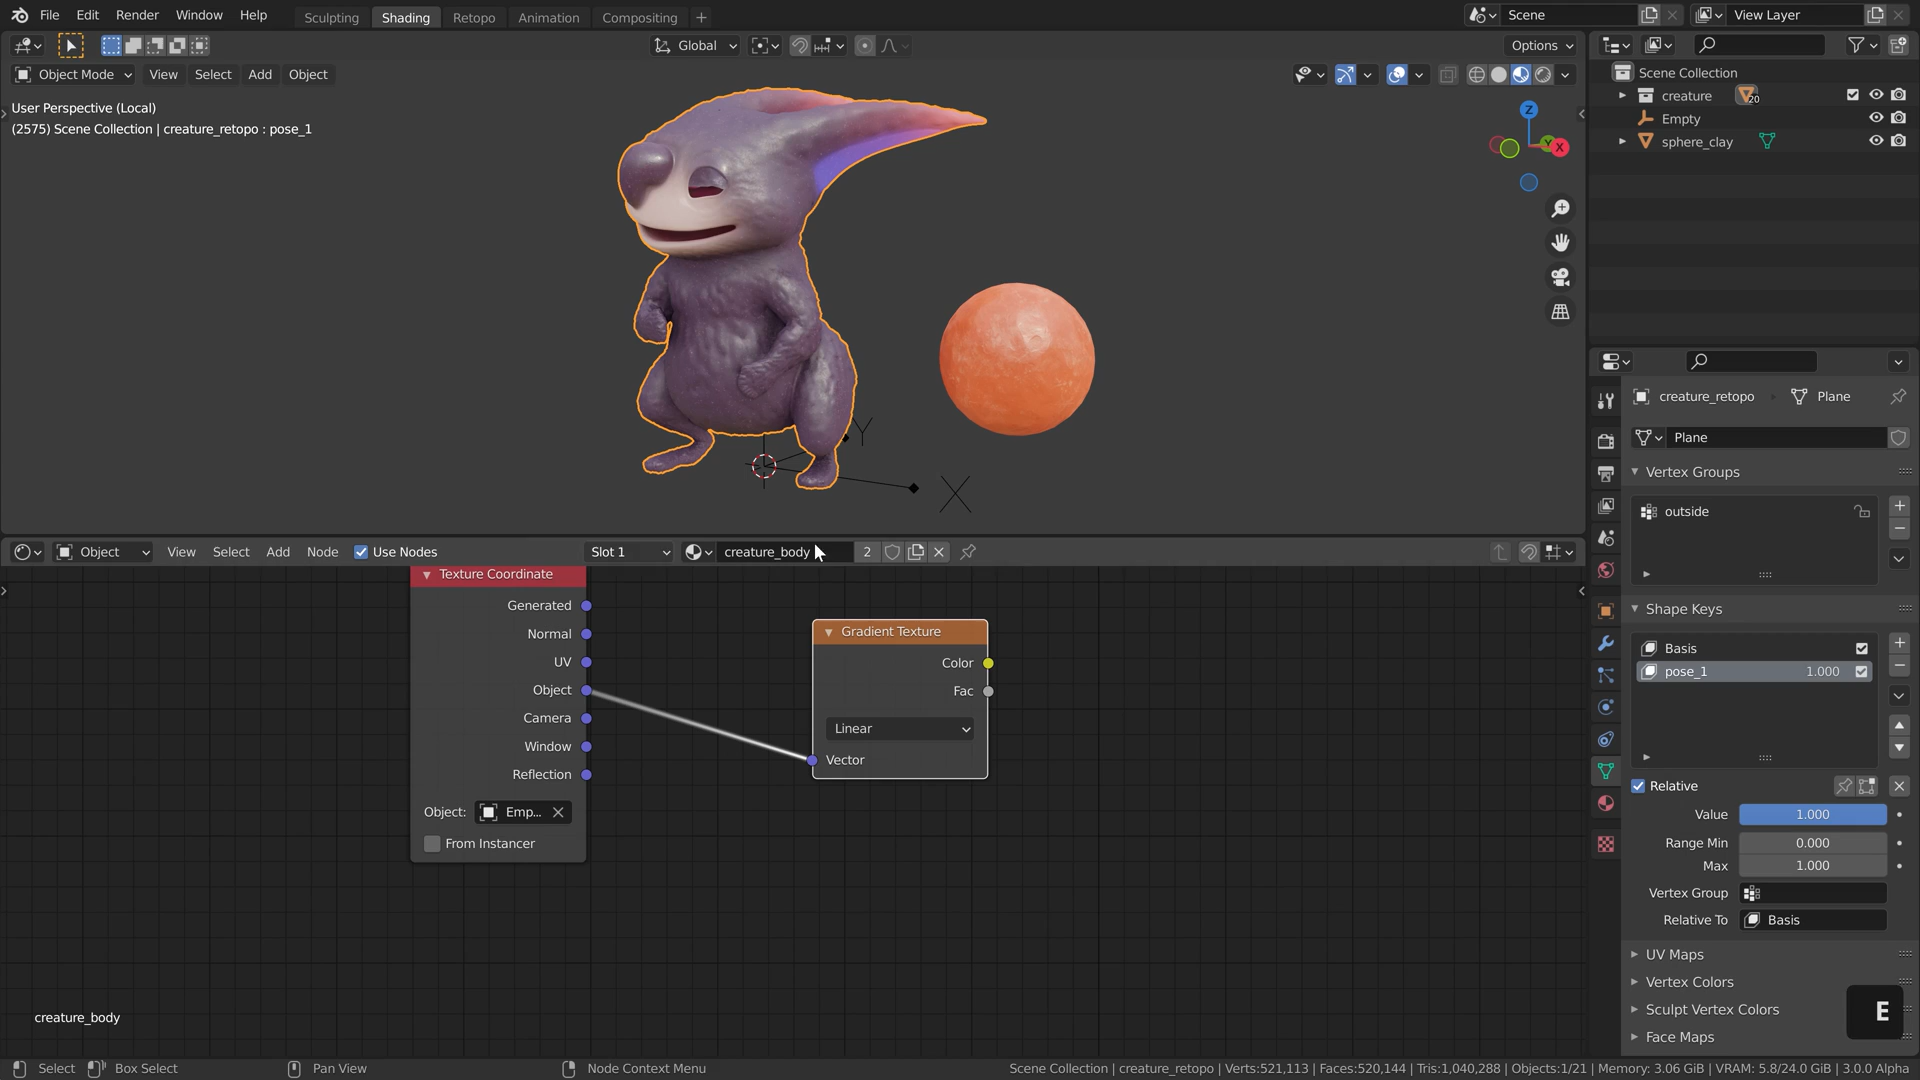 File Edit Render Window Help Sculpting Shading Retopo Animation Compositing + Scene View Layer
Global Options
Object Mode View Select Add Object
User Perspective (Local)
(2575) Scene Collection | creature_retopo : pose_1
Z
Y
X
Y
X
Scene Collection
creature 20
Empty
sphere_clay
creature_retopo Plane
Plane
Vertex Groups
outside
Shape Keys
Basis
pose_1 1.000
Relative
Value 1.000
Range Min 0.000
Max 1.000
Vertex Group
Relative To Basis
UV Maps
Vertex Colors
Sculpt Vertex Colors
Face Maps
E
Object View Select Add Node Use Nodes Slot 1 creature_body 2
Texture Coordinate
Generated
Normal
UV
Object
Camera
Window
Reflection
Object: Emp...
From Instancer
Gradient Texture
Color
Fac
Linear
Vector
creature_body
Select Box Select Pan View Node Context Menu Scene Collection | creature_retopo | Verts:521,113 | Faces:520,144 | Tris:1,040,288 | Objects:1/21 | Memory: 3.06 GiB | VRAM: 5.8/24.0 GiB | 3.0.0 Alpha